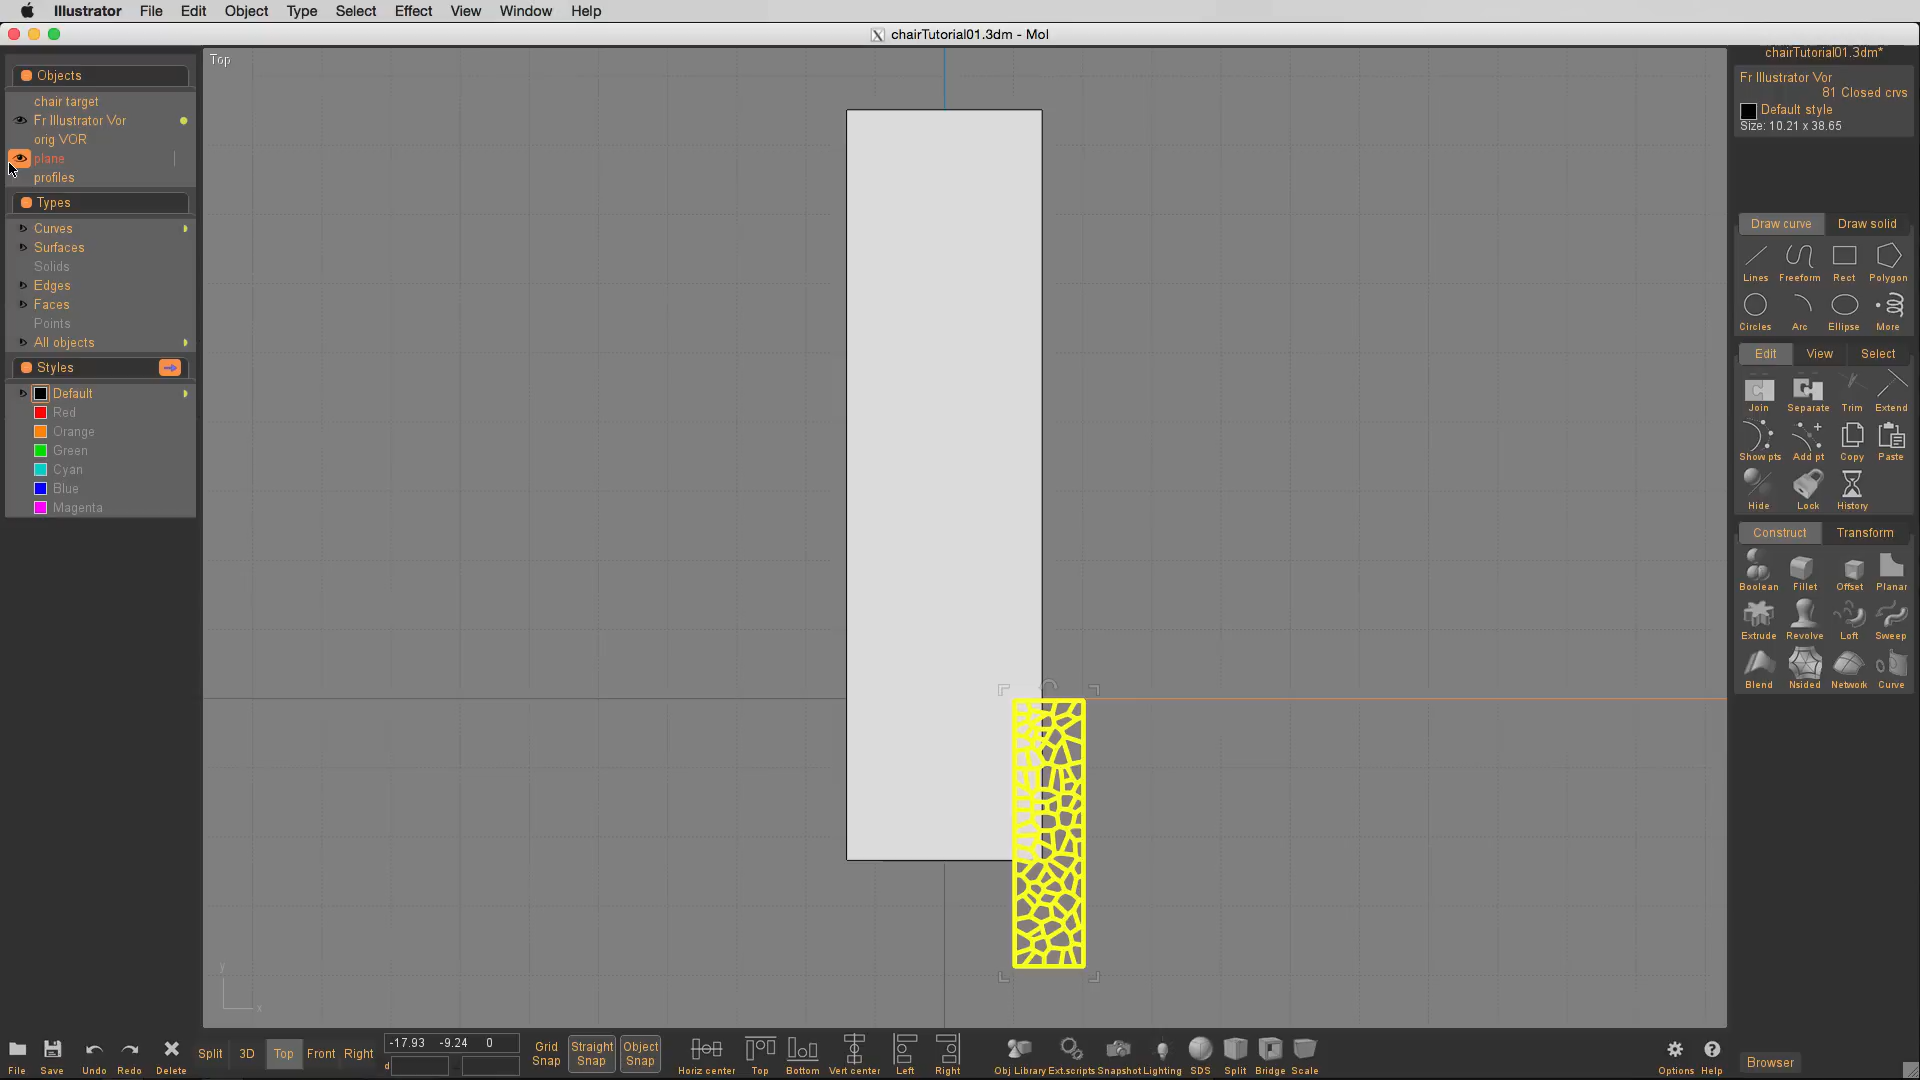 Illustrator File Edit Object Type Select Effect View Window Help
chairTutorial01.3dm - MoI
Objects
chair target
Fr Illustrator Vor
orig VOR
plane
profiles
Types
Curves
Surfaces
Solids
Edges
Faces
Points
All objects
Styles
Default
Red
Orange
Green
Cyan
Blue
Magenta
Top
y
x
chairTutorial01.3dm*
Fr Illustrator Vor
81 Closed crvs
Default style
Size: 10.21 x 38.65
Draw curve Draw solid
Lines Freeform Rect Polygon
Circles Arc Ellipse More
Edit View Select
Join Separate Trim Extend
Show pts Add pt Copy Paste
Hide Lock History
Construct Transform
Boolean Fillet Offset Planar
Extrude Revolve Loft Sweep
Blend Nsided Network Curve
File Save Undo Redo Delete
Split 3D Top Front Right
-17.93 -9.24 0
d
Grid Snap
Straight Snap
Object Snap
Horiz center Top Bottom Vert center Left Right
Obj Library Ext.scripts Snapshot Lighting SDS Split Bridge Scale
Options Help
Browser